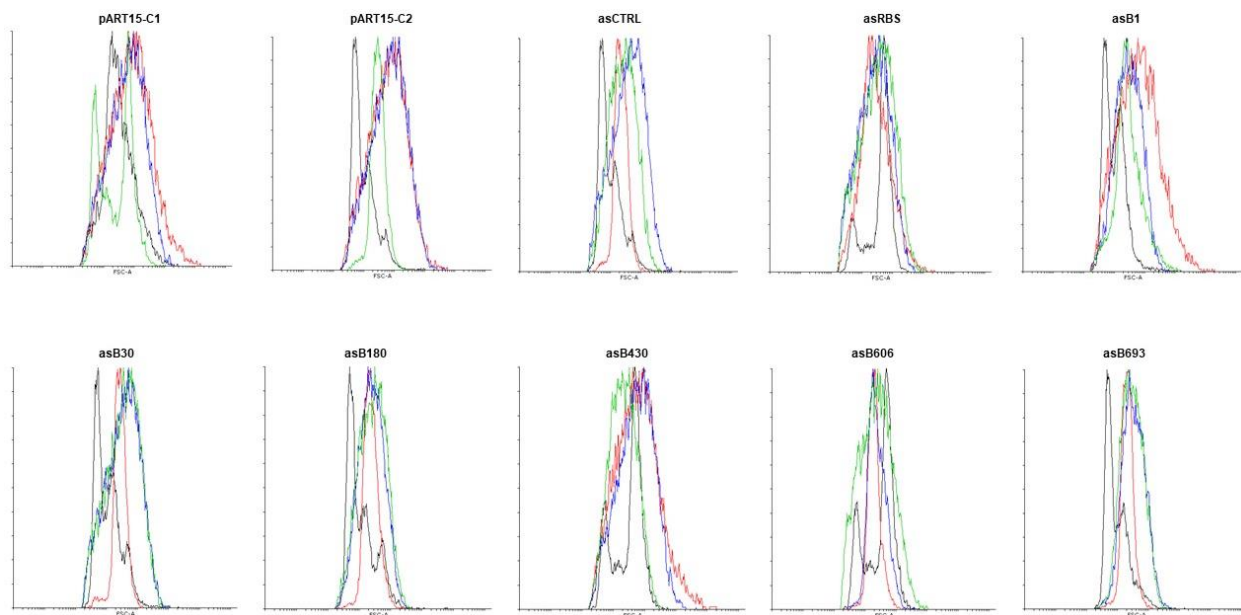 pART15-C1
pART15-C2
asCTRL
asRBS
asB1
FSC-A
FSC-A
FSC-A
FSC-A
FSC-A
asB30
asB180
asB430
asB606
asB693
FSC-A
FSC-A
FSC-A
FSC-A
FSC-A